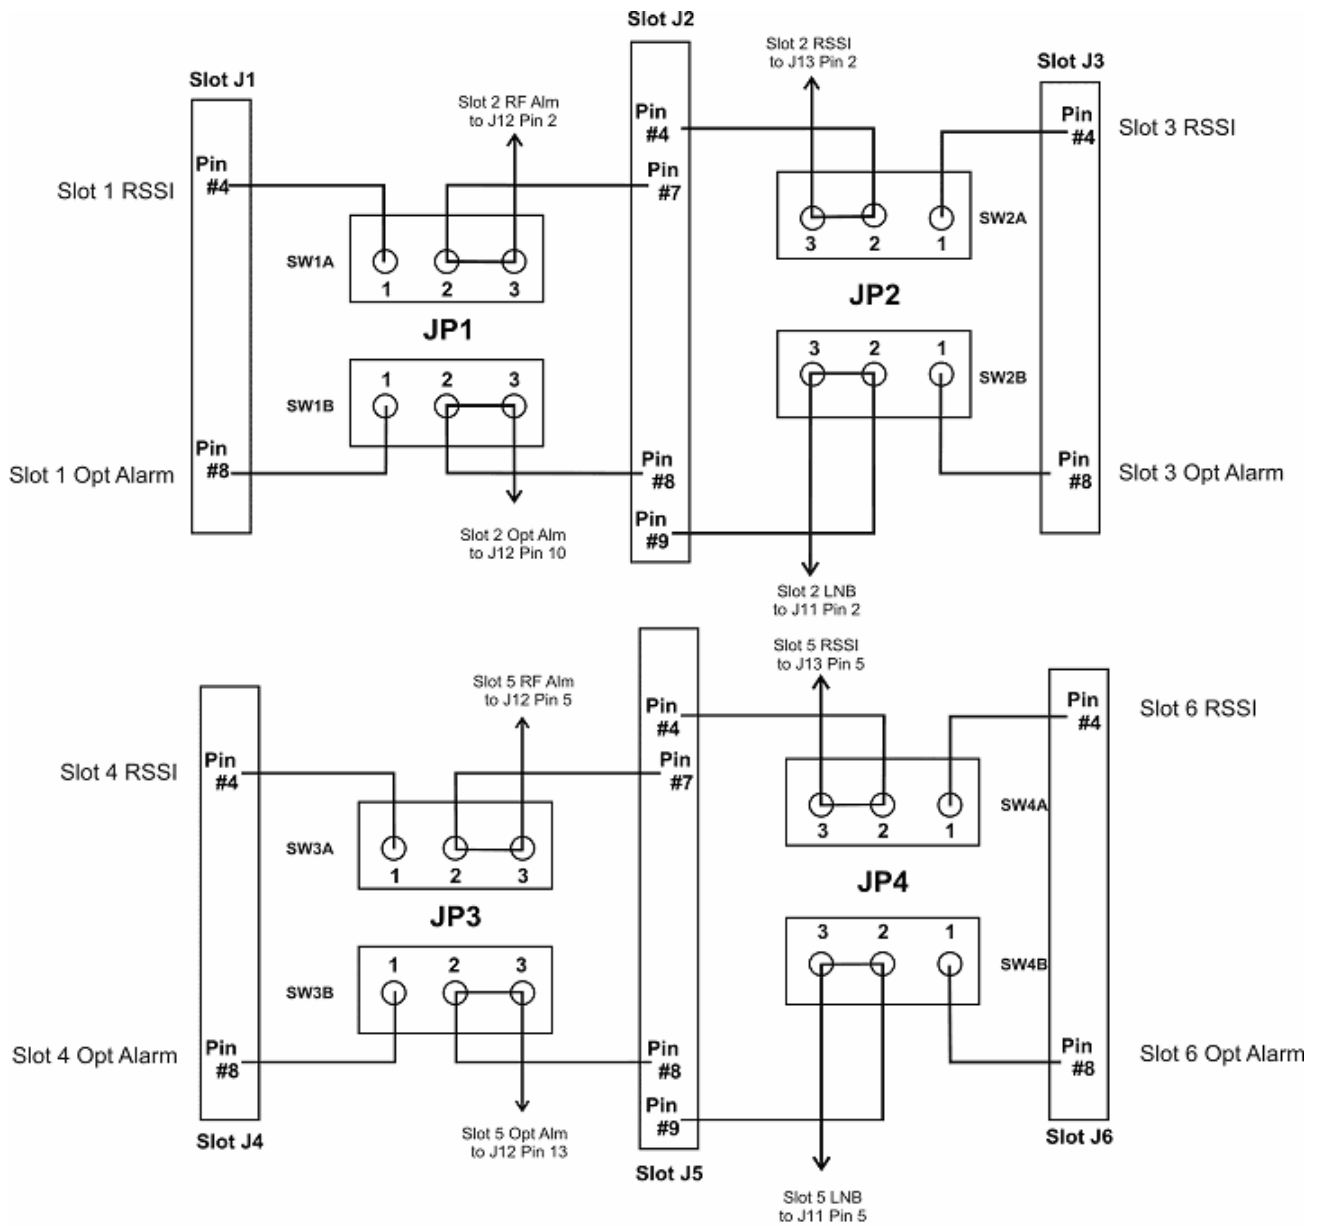 Slot J2
Slot 2 RSSI
to J13 Pin 2
Slot J3
Slot J1
Slot 2 RF Alm
to J12 Pin 2
Pin
#4
Pin
#4
Slot 3 RSSI
Pin
#4
Slot 1 RSSI
Pin
#7
SW2A
3 2 1
SW1A
1 2 3
JP2
JP1
3 2 1
SW2B
1 2 3
SW1B
Pin
#8
Slot 1 Opt Alarm
Pin
#8
Pin
#8
Slot 3 Opt Alarm
Pin
#9
Slot 2 Opt Alm
to J12 Pin 10
Slot 2 LNB
to J11 Pin 2
Slot 5 RSSI
to J13 Pin 5
Slot 5 RF Alm
to J12 Pin 5
Pin
#4
Pin
#4
Slot 6 RSSI
Slot 4 RSSI
Pin
#4
Pin
#7
SW4A
3 2 1
SW3A
1 2 3
JP4
JP3
3 2 1
SW4B
1 2 3
SW3B
Slot 4 Opt Alarm
Pin
#8
Pin
#8
Pin
#8
Slot 6 Opt Alarm
Pin
#9
Slot J4
Slot 5 Opt Alm
to J12 Pin 13
Slot J6
Slot J5
Slot 5 LNB
to J11 Pin 5